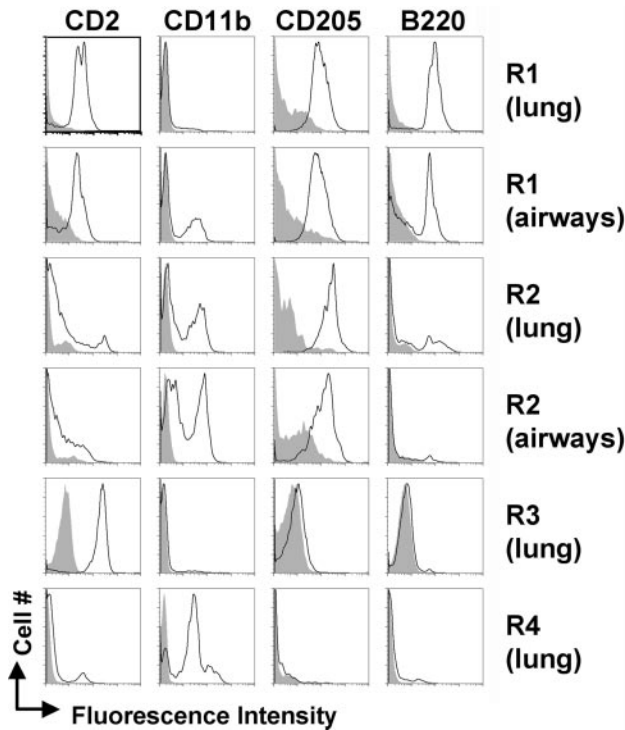 CD2 CD11b CD205 B220
R1
(lung)
R1
(airways)
R2
(lung)
R2
(airways)
R3
(lung)
R4
(lung)
Cell #
Fluorescence Intensity